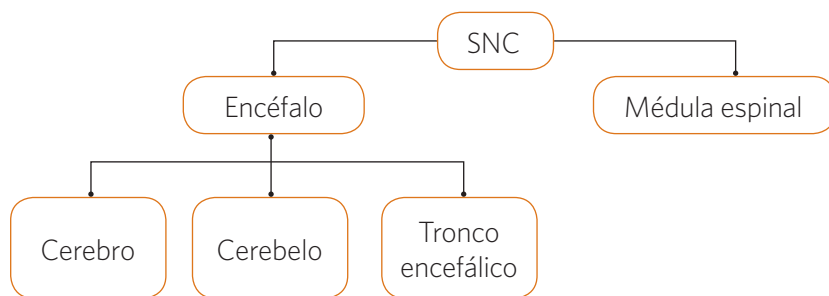 SNC
Encéfalo
Médula espinal
Cerebro
Cerebelo
Tronco
encefálico